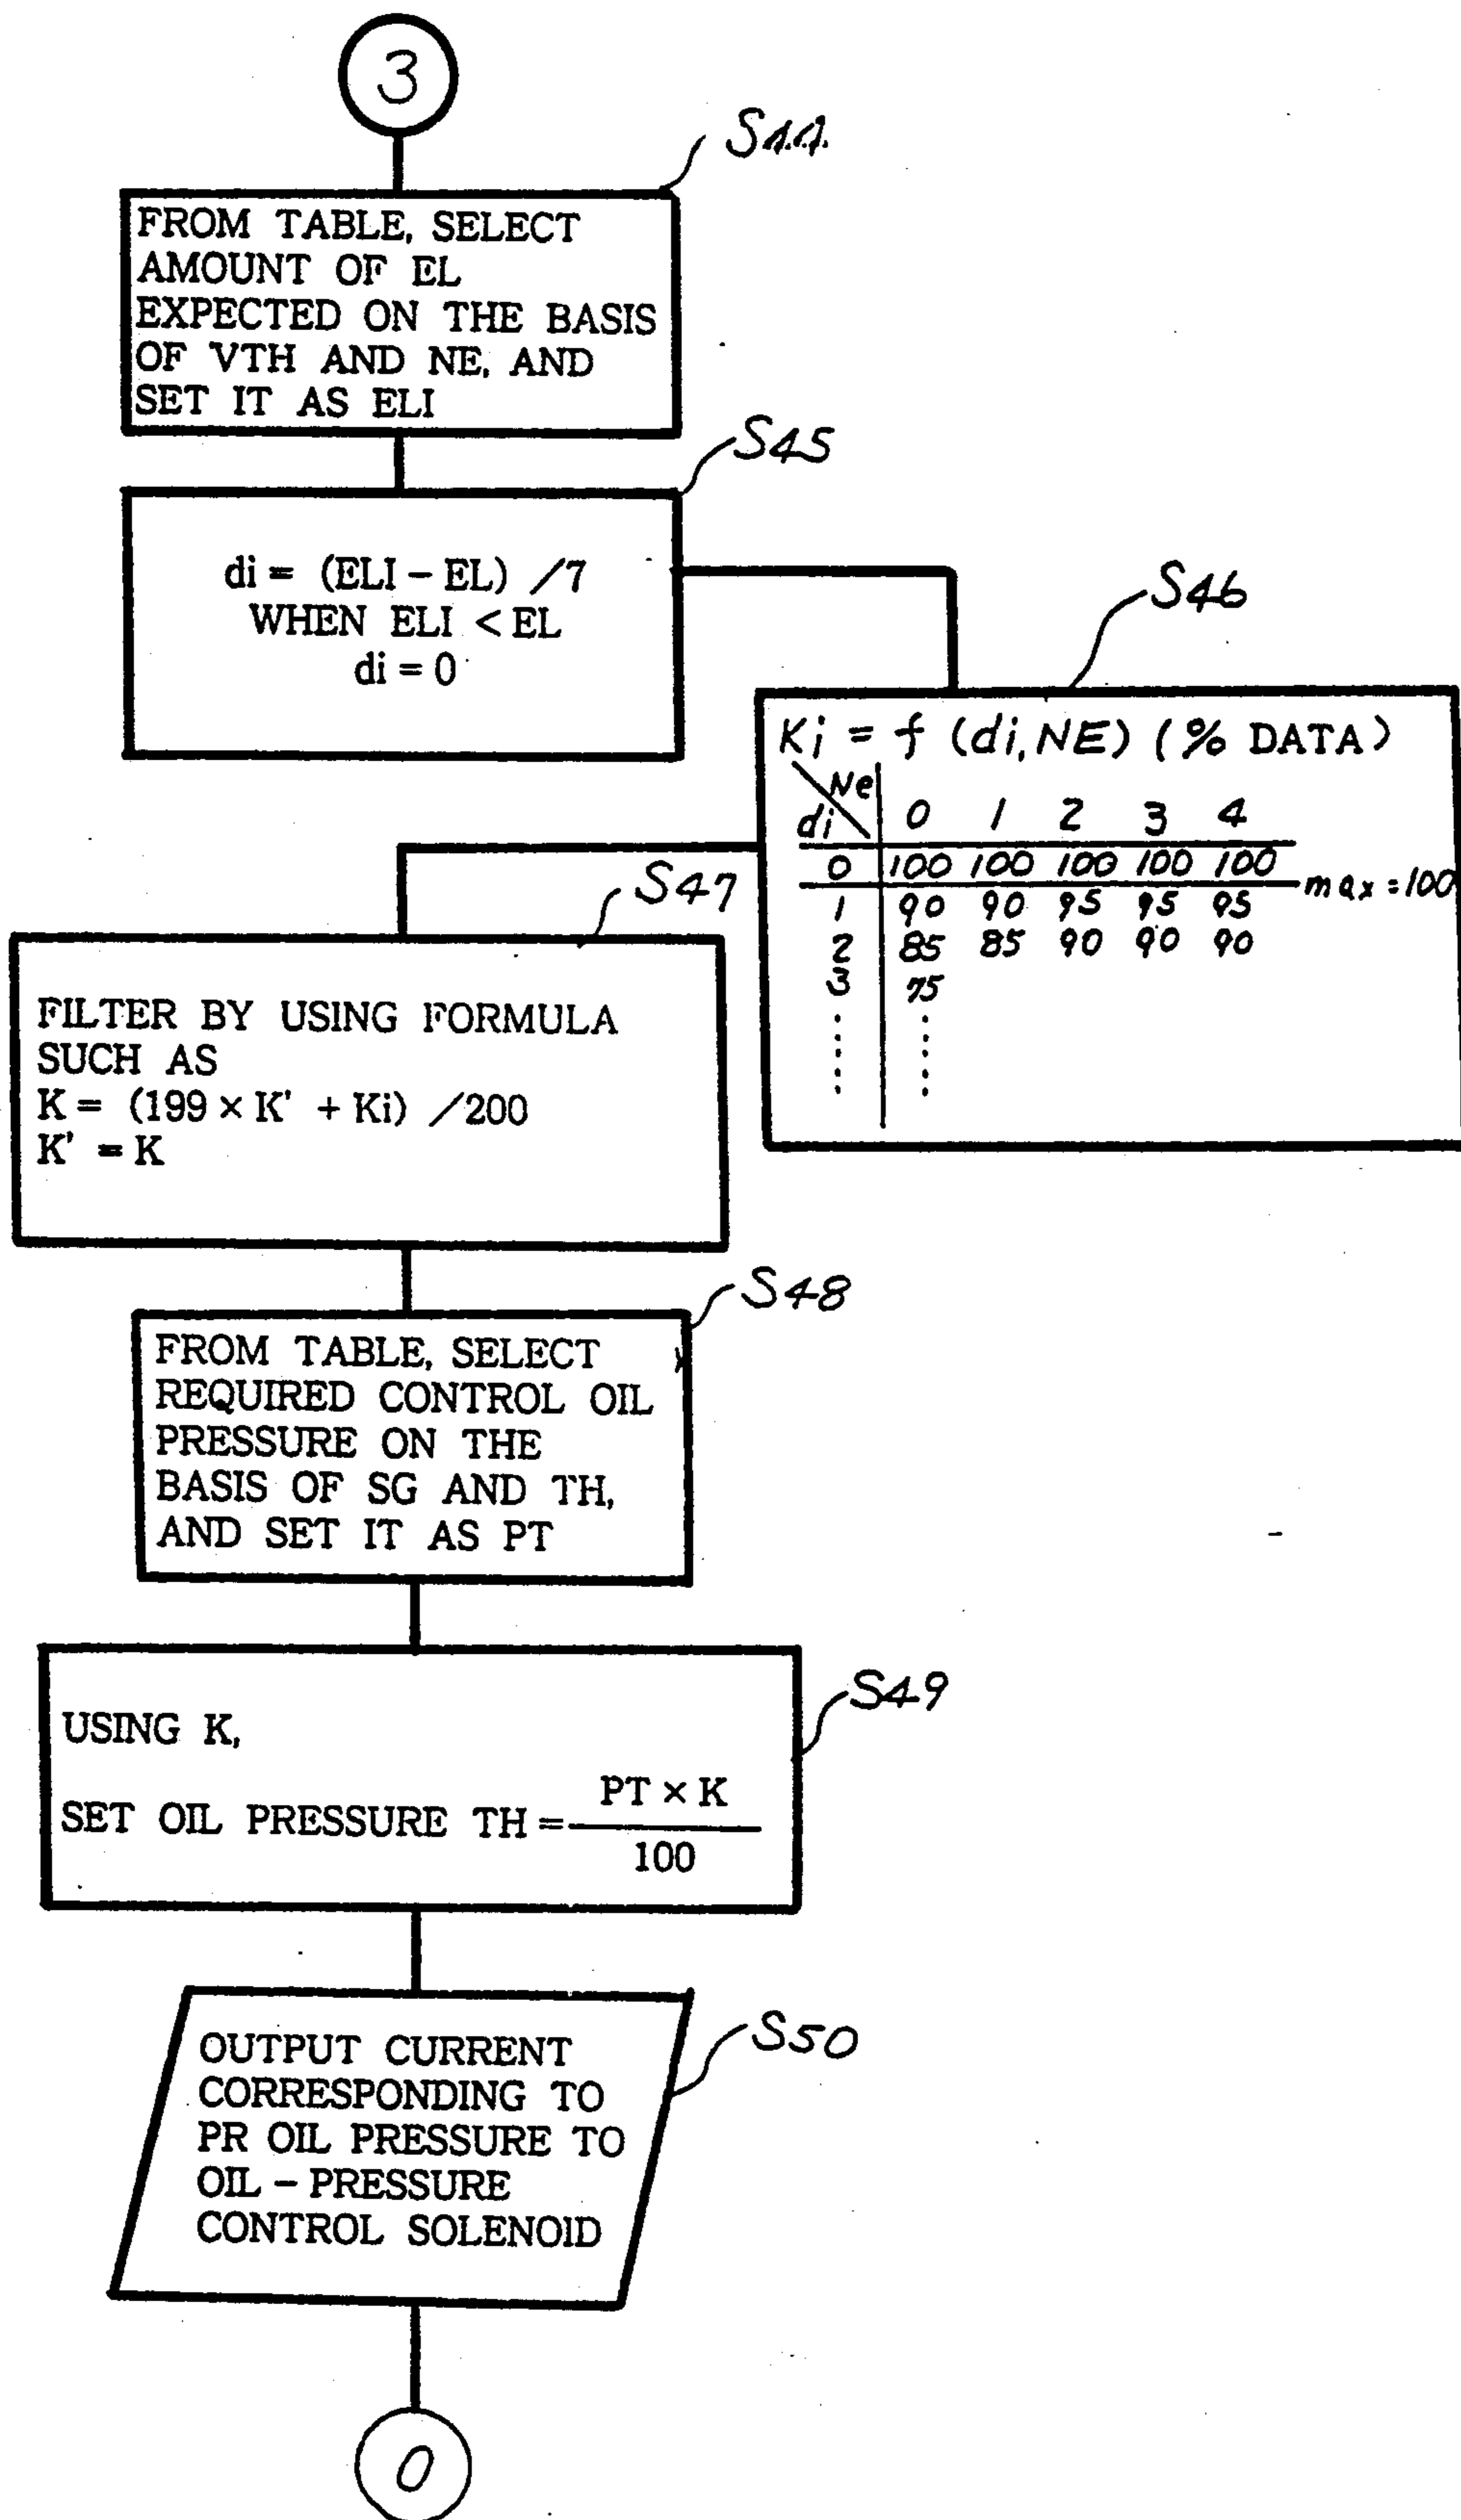 3
S44
FROM TABLE, SELECT
AMOUNT OF EL
EXPECTED ON THE BASIS
OF VTH AND NE, AND
SET IT AS ELI
S45
di = (ELI – EL) /7
WHEN ELI < EL
di = 0
S46
Ki = f (di, NE) (% DATA)
Ne
di 0 1 2 3 4
0 100 100 100 100 100
max = 100
1 90 90 95 95 95
2 85 85 90 90 90
3 75
S47
FILTER BY USING FORMULA
SUCH AS
K = (199 × K' + Ki) /200
K' = K
S48
FROM TABLE, SELECT
REQUIRED CONTROL OIL
PRESSURE ON THE
BASIS OF SG AND TH,
AND SET IT AS PT
S49
USING K,
SET OIL PRESSURE TH = PT × K
100
S50
OUTPUT CURRENT
CORRESPONDING TO
PR OIL PRESSURE TO
OIL – PRESSURE
CONTROL SOLENOID
0